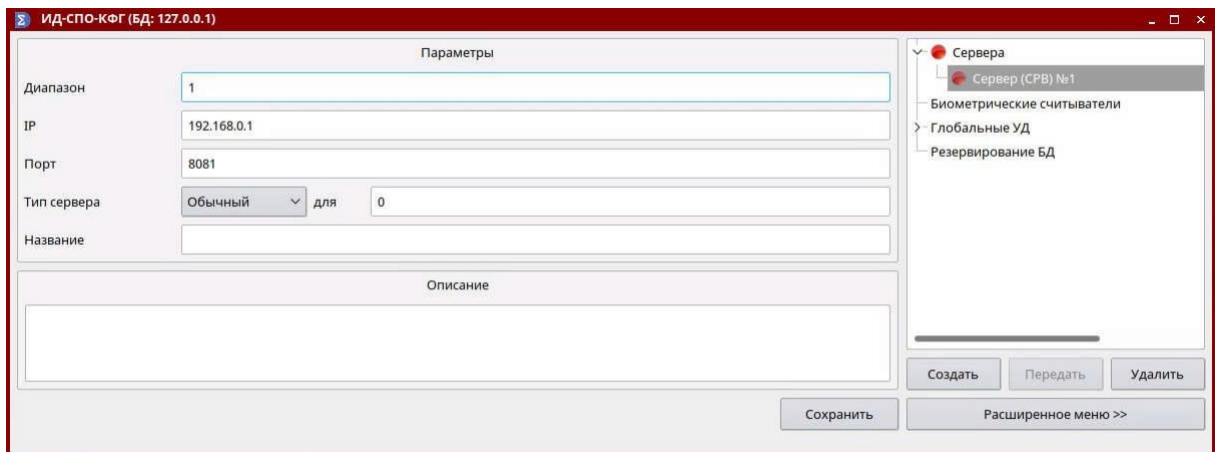 ИД-СПО-КФГ (БД: 127.0.0.1)
Параметры
Диапазон 1
IP 192.168.0.1
Порт 8081
Тип сервера Обычный для 0
Название
Описание
Сохранить
Сервера
Сервер (СРВ) №1
Биометрические считыватели
Глобальные УД
Резервирование БД
Создать Передать Удалить
Расширенное меню >>